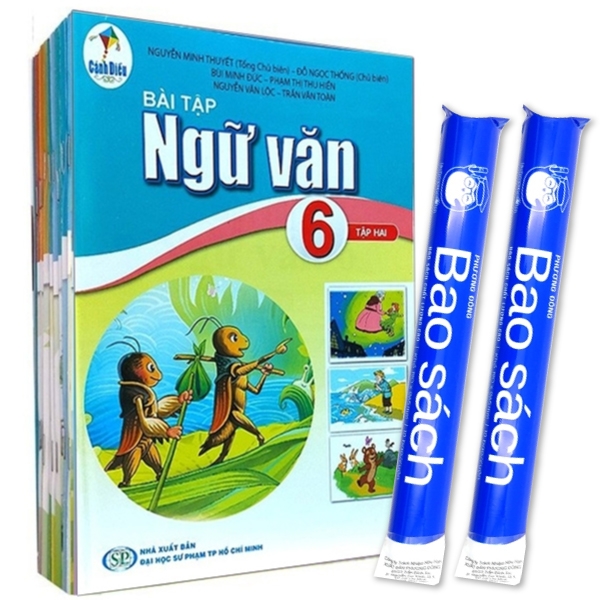 Cánh Diều
NGUYỄN MINH THUYẾT (Tổng Chủ biên) – ĐỖ NGỌC THỐNG (Chủ biên)
BÙI MINH ĐỨC – PHẠM THỊ THU HIỀN
NGUYỄN VĂN LỘC – TRẦN VĂN TOÀN
BÀI TẬP
Ngữ văn
6
TẬP HAI
SP
NHÀ XUẤT BẢN
ĐẠI HỌC SƯ PHẠM TP HỒ CHÍ MINH
PHƯƠNG ĐÔNG
Bao sách
PHƯƠNG ĐÔNG
Bao sách